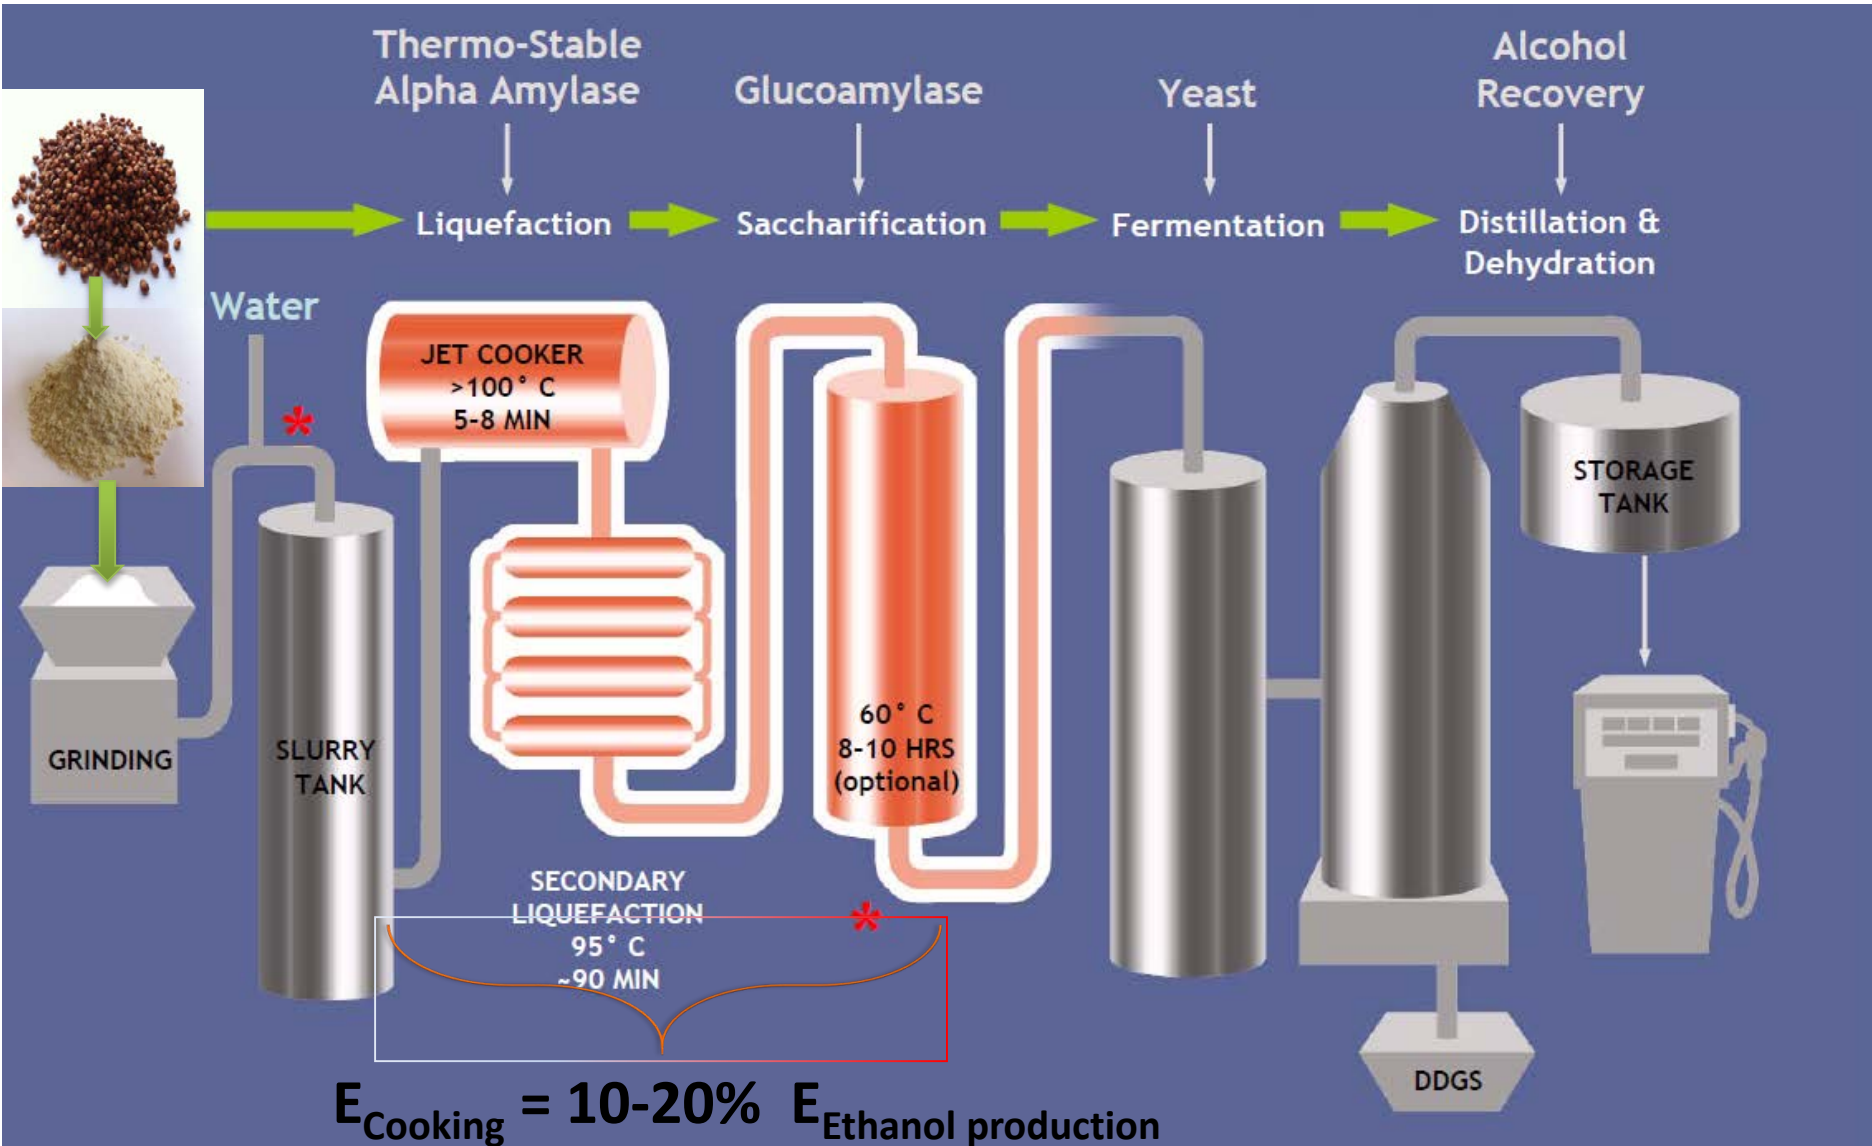 Thermo-Stable
Alpha Amylase
Glucoamylase
Yeast
Alcohol
Recovery
Liquefaction
Saccharification
Fermentation
Distillation &
Dehydration
Water
JET COOKER
>100° C
5-8 MIN
*
STORAGE
TANK
GRINDING
SLURRY
TANK
60° C
8-10 HRS
(optional)
SECONDARY
LIQUEFACTION
95° C
~90 MIN
*
DDGS
E Cooking = 10-20% E Ethanol production